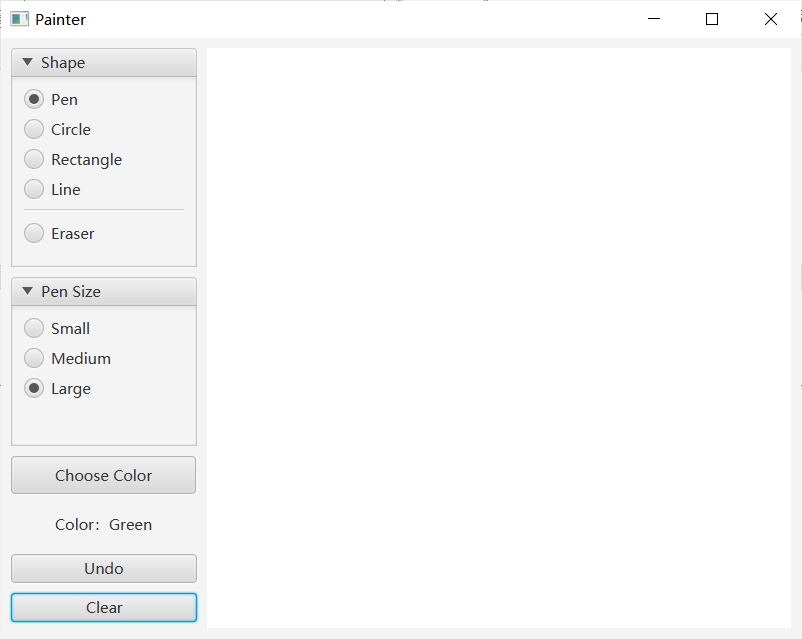 Painter
Shape
Pen
Circle
Rectangle
Line
Eraser
Pen Size
Small
Medium
Large
Choose Color
Color: Green
Undo
Clear